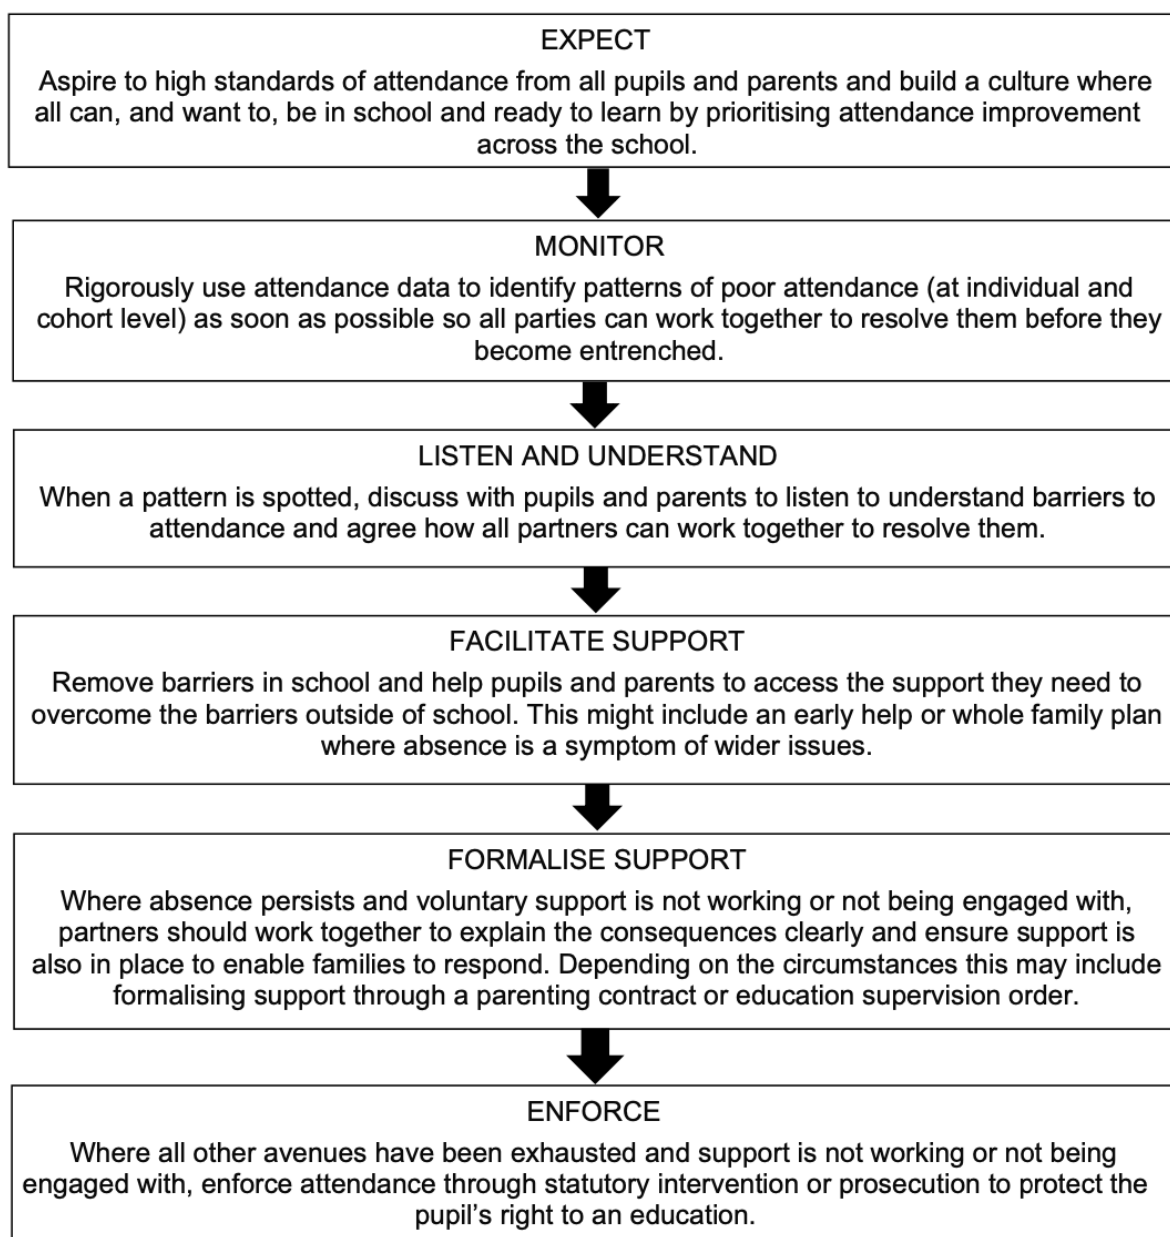 EXPECT
Aspire to high standards of attendance from all pupils and parents and build a culture where
all can, and want to, be in school and ready to learn by prioritising attendance improvement
across the school.
MONITOR
Rigorously use attendance data to identify patterns of poor attendance (at individual and
cohort level) as soon as possible so all parties can work together to resolve them before they
become entrenched.
LISTEN AND UNDERSTAND
When a pattern is spotted, discuss with pupils and parents to listen to understand barriers to
attendance and agree how all partners can work together to resolve them.
FACILITATE SUPPORT
Remove barriers in school and help pupils and parents to access the support they need to
overcome the barriers outside of school. This might include an early help or whole family plan
where absence is a symptom of wider issues.
FORMALISE SUPPORT
Where absence persists and voluntary support is not working or not being engaged with,
partners should work together to explain the consequences clearly and ensure support is
also in place to enable families to respond. Depending on the circumstances this may include
formalising support through a parenting contract or education supervision order.
ENFORCE
Where all other avenues have been exhausted and support is not working or not being
engaged with, enforce attendance through statutory intervention or prosecution to protect the
pupil's right to an education.